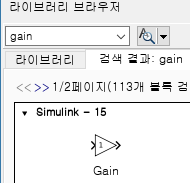 라이브러리 브라우저
gain
라이브러리 검색 결과: gain
<<>>1/2페이지(113개 블록 검
Simulink - 15
1
Gain